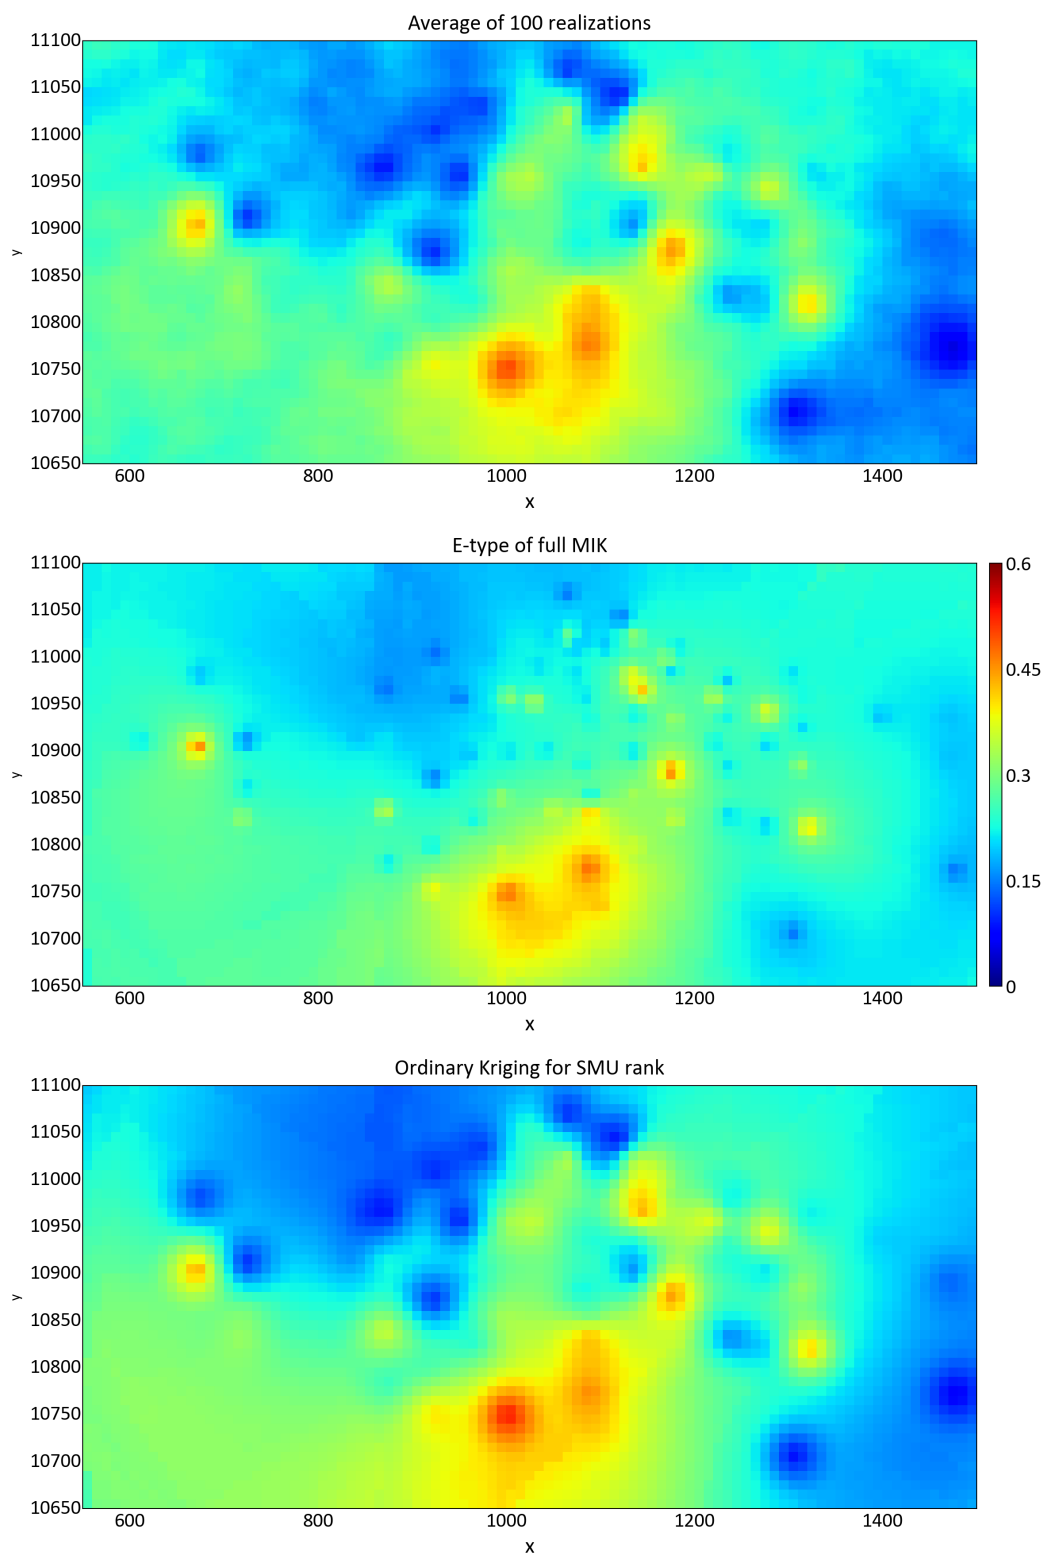 Average of 100 realizations
11100
11050
11000
10950
10900
10850
10800
10750
10700
10650
y
600 800 1000 1200 1400
x
E-type of full MIK
11100
11050
11000
10950
10900
10850
10800
10750
10700
10650
y
600 800 1000 1200 1400
x
0.6
0.45
0.3
0.15
0
Ordinary Kriging for SMU rank
11100
11050
11000
10950
10900
10850
10800
10750
10700
10650
y
600 800 1000 1200 1400
x